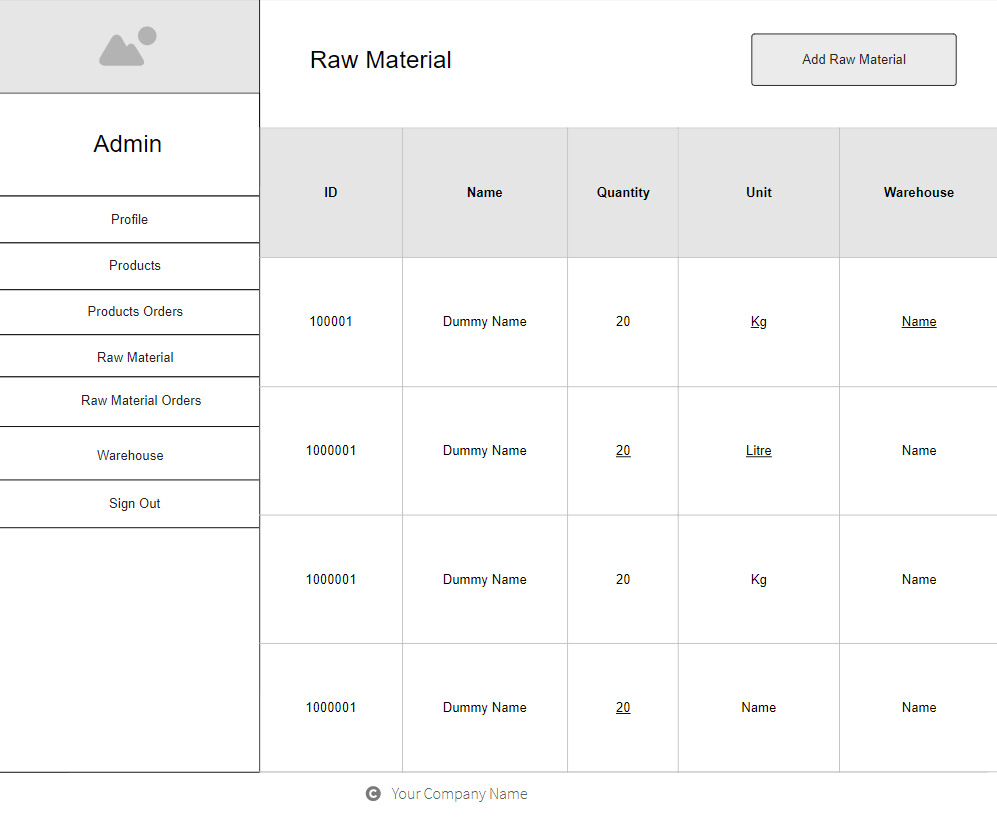 Admin
Profile
Products
Products Orders
Raw Material
Raw Material Orders
Warehouse
Sign Out
Raw Material
Add Raw Material
ID Name Quantity Unit Warehouse
100001 Dummy Name 20 Kg Name
1000001 Dummy Name 20 Litre Name
1000001 Dummy Name 20 Kg Name
1000001 Dummy Name 20 Name Name
© Your Company Name